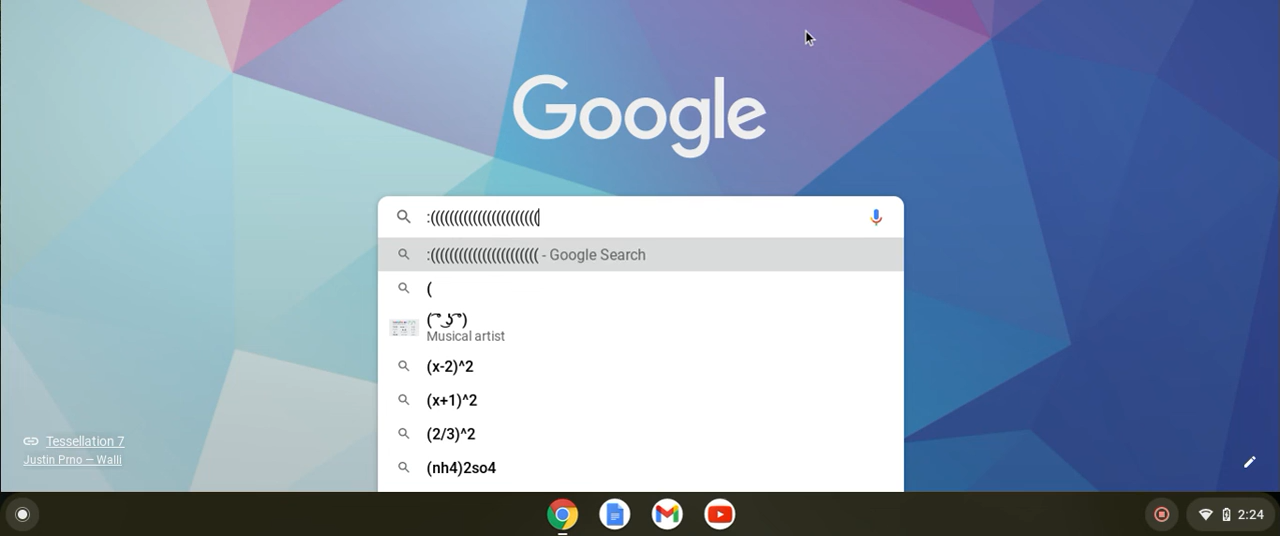 Google
:(((((((((((((((((((((((
:((((((((((((((((((((((( - Google Search
(
( ͡° ͜ʖ ͡°)
Musical artist
(x-2)^2
(x+1)^2
(2/3)^2
(nh4)2so4
Tessellation 7
Justin Prno — Walli
2:24